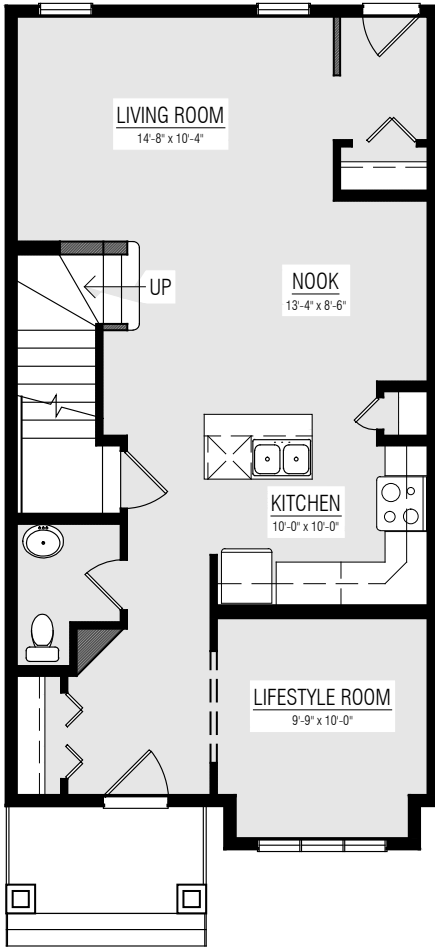 LIVING ROOM
14'-8" x 10'-4"
UP
NOOK
13'-4" x 8'-6"
KITCHEN
10'-0" x 10'-0"
LIFESTYLE ROOM
9'-9" x 10'-0"